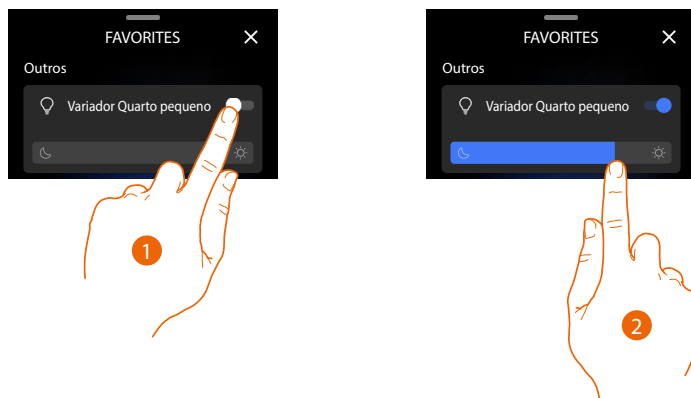 FAVORITES
Outros
Variador Quarto pequeno
1
FAVORITES
Outros
Variador Quarto pequeno
2